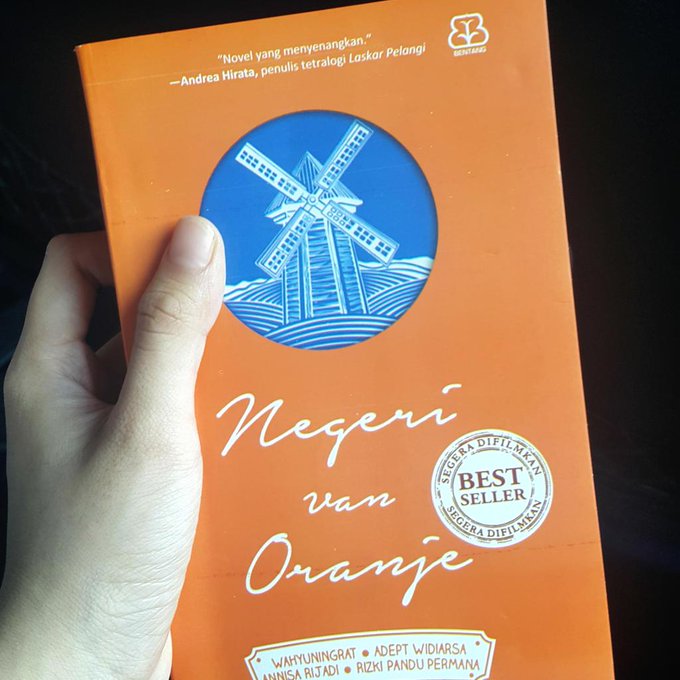 "Novel yang menyenangkan."
—Andrea Hirata, penulis tetralogi Laskar Pelangi
BENTANG
Negeri
van
Oranje
SEGERA DIFILMKAN
BEST
SELLER
SEGERA DIFILMKAN
WAHYUNINGRAT • ADEPT WIDIARSA
ANNISA RIJADI • RIZKI PANDU PERMANA